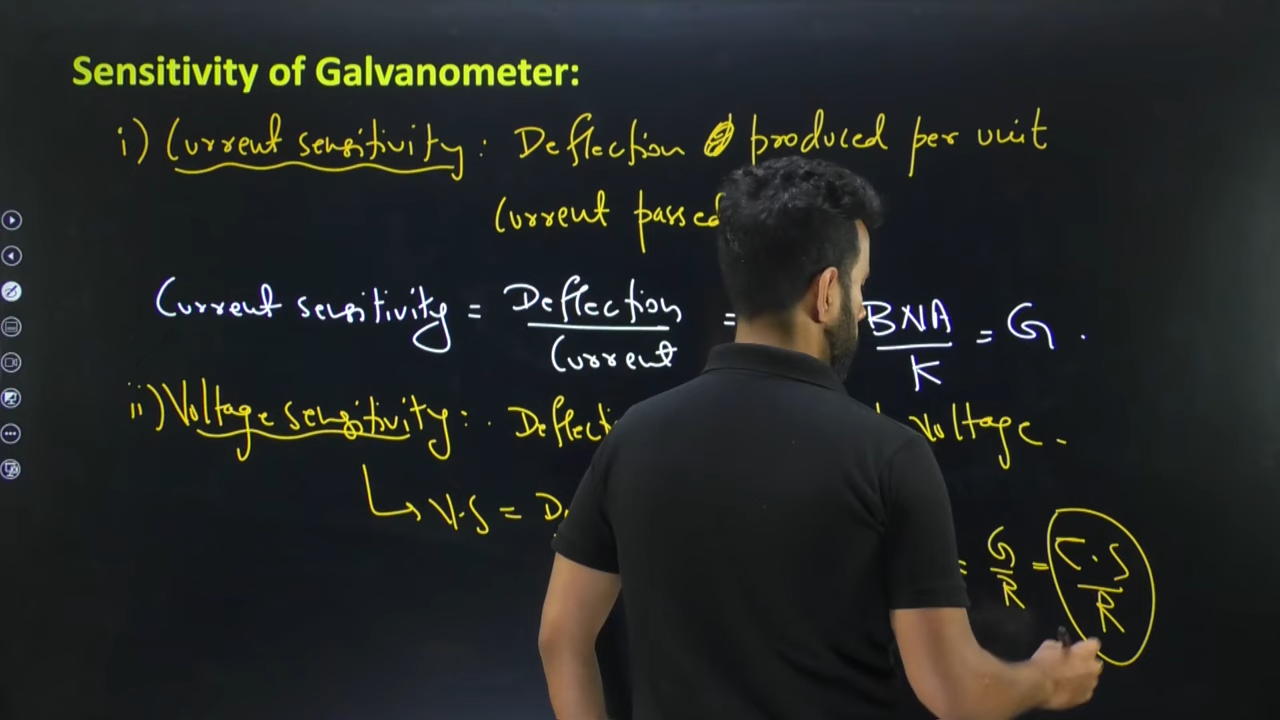 Sensitivity of Galvanometer:
i) Current sensitivity : Deflection produced per unit
Current passed
Current sensitivity = Deflection / Current = BNA / K = G .
ii) Voltage sensitivity : Voltage .
V.S =
= G / R = C.S / R